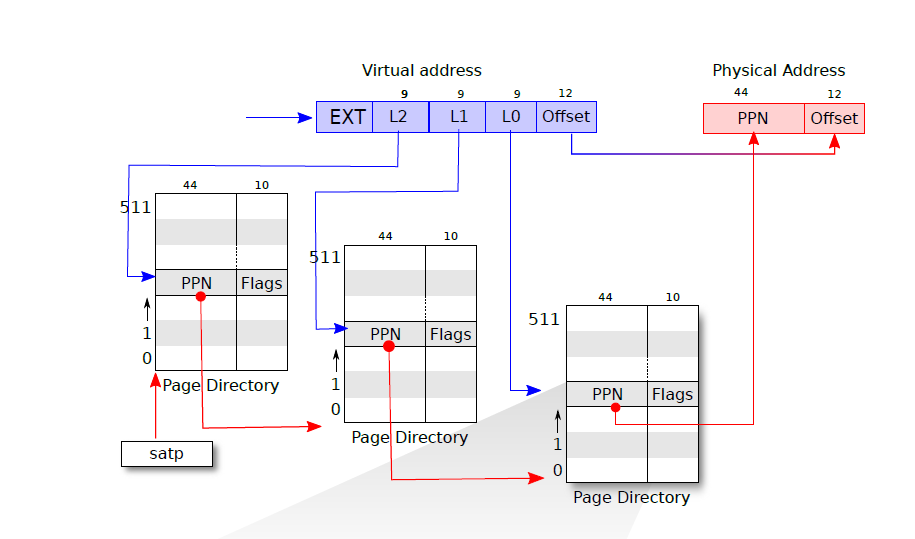 Virtual address
Physical Address
9
9
9
12
44
12
EXT
L2
L1
L0
Offset
PPN
Offset
44
10
511
PPN
Flags
1
0
Page Directory
satp
44
10
511
PPN
Flags
1
0
Page Directory
44
10
511
PPN
Flags
1
0
Page Directory